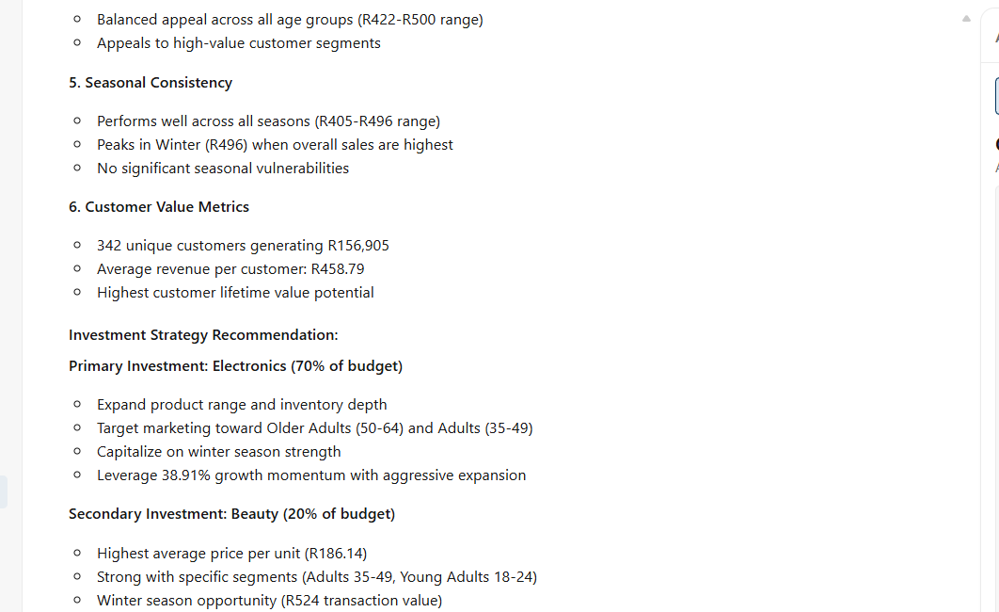 Balanced appeal across all age groups (R422-R500 range)
Appeals to high-value customer segments
5. Seasonal Consistency
Performs well across all seasons (R405-R496 range)
Peaks in Winter (R496) when overall sales are highest
No significant seasonal vulnerabilities
6. Customer Value Metrics
342 unique customers generating R156,905
Average revenue per customer: R458.79
Highest customer lifetime value potential
Investment Strategy Recommendation:
Primary Investment: Electronics (70% of budget)
Expand product range and inventory depth
Target marketing toward Older Adults (50-64) and Adults (35-49)
Capitalize on winter season strength
Leverage 38.91% growth momentum with aggressive expansion
Secondary Investment: Beauty (20% of budget)
Highest average price per unit (R186.14)
Strong with specific segments (Adults 35-49, Young Adults 18-24)
Winter season opportunity (R524 transaction value)